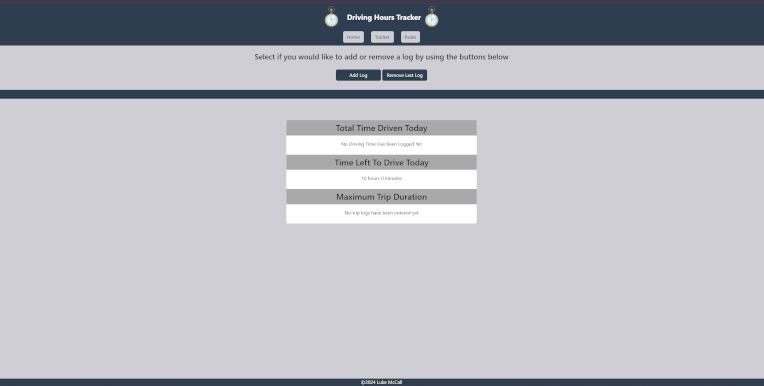 Driving Hours Tracker
Home Tracker Rules
Select if you would like to add or remove a log by using the buttons below
Add Log Remove Last Log
Total Time Driven Today
No Driving Time Has Been Logged Yet
Time Left To Drive Today
10 hours 0 minutes
Maximum Trip Duration
No trip logs have been entered yet
©2024 Luke McCall